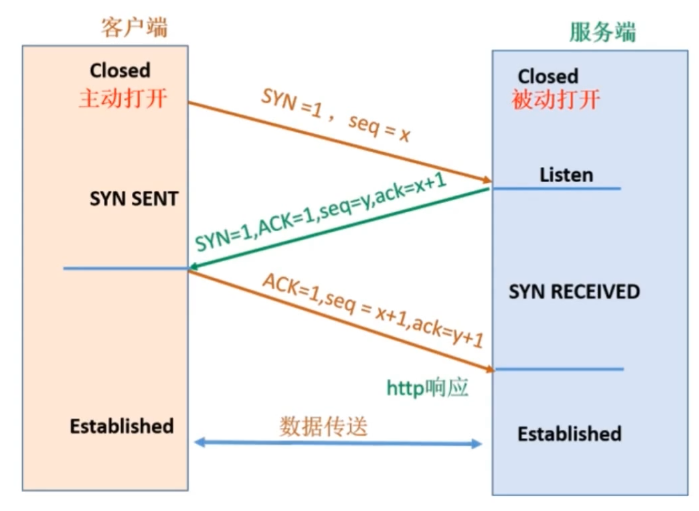 客户端
服务端
Closed
主动打开
Closed
被动打开
SYN =1 ，seq = x
Listen
SYN SENT
SYN=1,ACK=1,seq=y,ack=x+1
ACK=1,seq = x+1,ack=y+1
SYN RECEIVED
http响应
Established
数据传送
Established